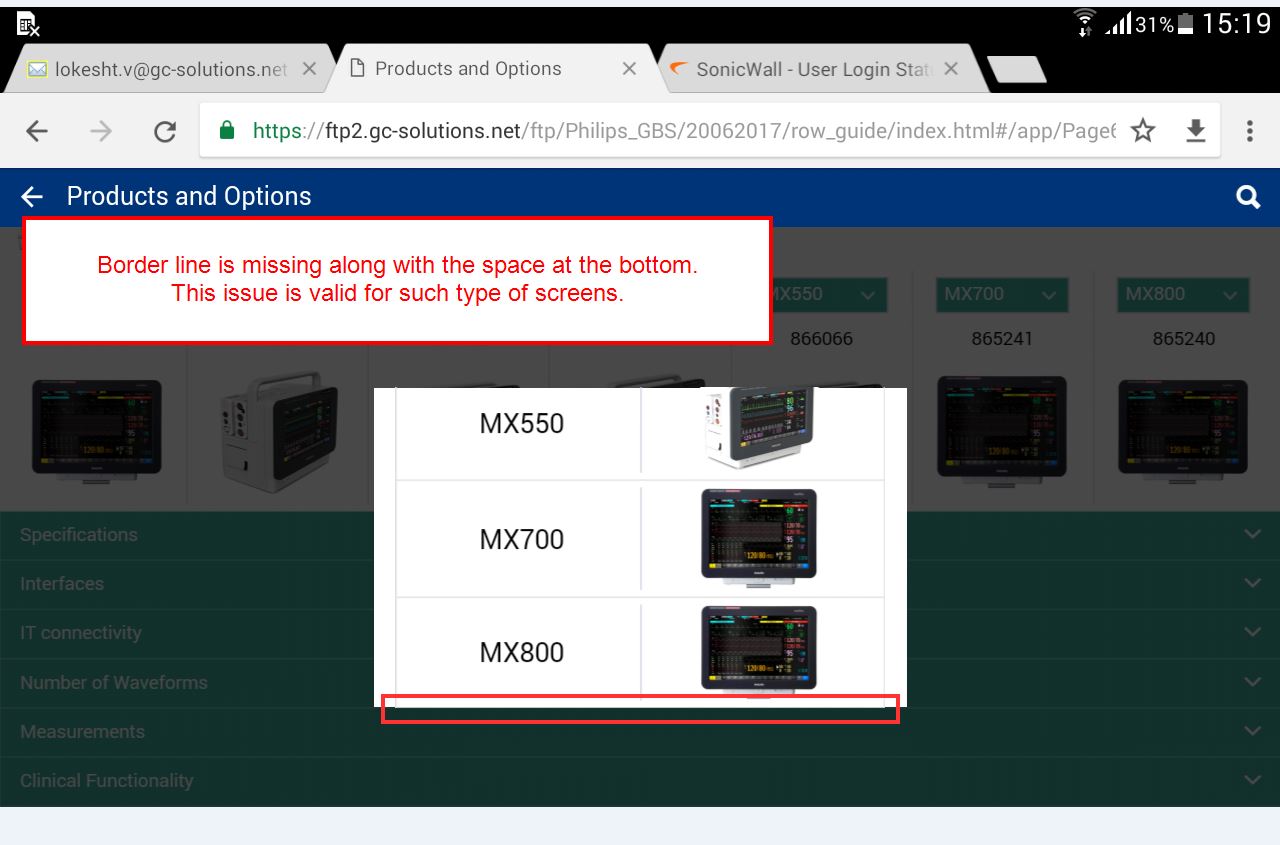 31% 15:19
lokesht.v@gc-solutions.net
Products and Options
SonicWall - User Login Stat
https://ftp2.gc-solutions.net/ftp/Philips_GBS/20062017/row_guide/index.html#/app/Page6
Products and Options
Border line is missing along with the space at the bottom.
This issue is valid for such type of screens.
MX550 MX700 MX800
866066 865241 865240
MX550
MX700
MX800
Specifications
Interfaces
IT connectivity
Number of Waveforms
Measurements
Clinical Functionality